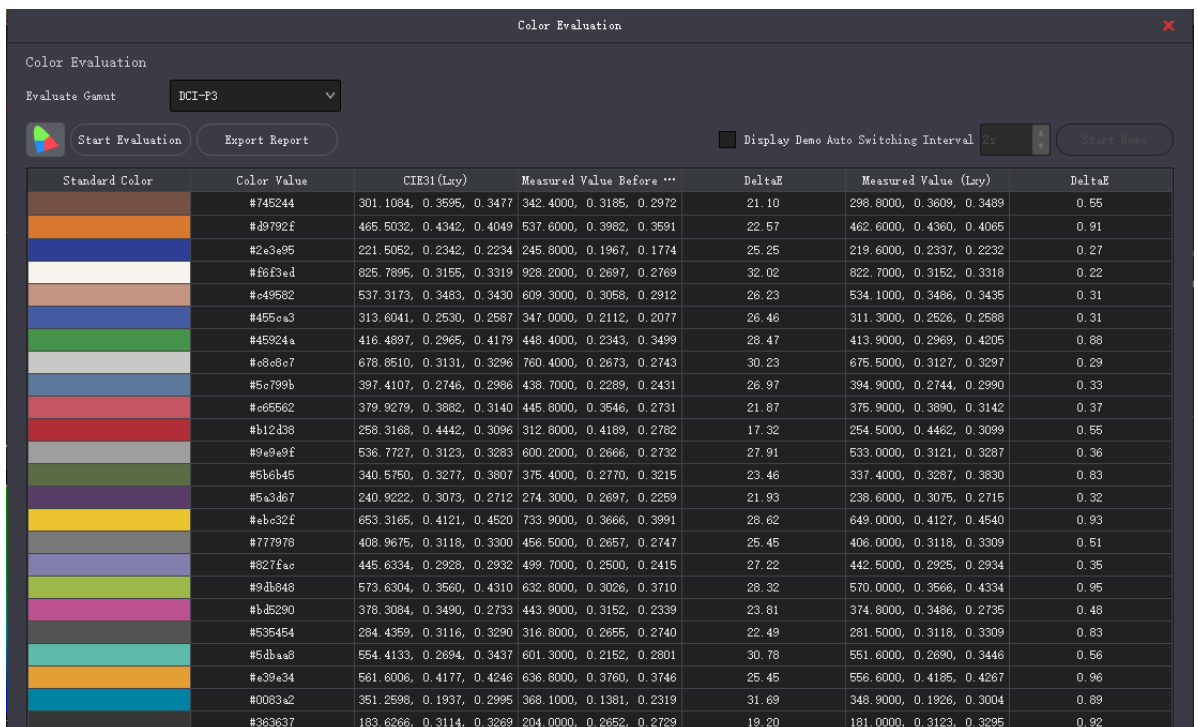 Color Evaluation
Color Evaluation
Evaluate Gamut DCI-P3
Start Evaluation Export Report Display Demo Auto Switching Interval 2s Start Demo
Standard Color Color Value CIE31(Lxy) Measured Value Before ··· DeltaE Measured Value (Lxy) DeltaE
#745244 301.1084, 0.3595, 0.3477 342.4000, 0.3185, 0.2972 21.10 298.8000, 0.3609, 0.3489 0.55
#d9792f 465.5032, 0.4342, 0.4049 537.6000, 0.3982, 0.3591 22.57 462.6000, 0.4360, 0.4065 0.91
#2e3e95 221.5052, 0.2342, 0.2234 245.8000, 0.1967, 0.1774 25.25 219.6000, 0.2337, 0.2232 0.27
#f6f3ed 825.7895, 0.3155, 0.3319 928.2000, 0.2697, 0.2769 32.02 822.7000, 0.3152, 0.3318 0.22
#c49582 537.3173, 0.3483, 0.3430 609.3000, 0.3058, 0.2912 26.23 534.1000, 0.3486, 0.3435 0.31
#455ca3 313.6041, 0.2530, 0.2587 347.0000, 0.2112, 0.2077 26.46 311.3000, 0.2526, 0.2588 0.31
#45924a 416.4897, 0.2965, 0.4179 448.4000, 0.2343, 0.3499 28.47 413.9000, 0.2969, 0.4205 0.88
#c8c8c7 678.8510, 0.3131, 0.3296 760.4000, 0.2673, 0.2743 30.23 675.5000, 0.3127, 0.3297 0.29
#5c799b 397.4107, 0.2746, 0.2986 438.7000, 0.2289, 0.2431 26.97 394.9000, 0.2744, 0.2990 0.33
#c65562 379.9279, 0.3882, 0.3140 445.8000, 0.3546, 0.2731 21.87 375.9000, 0.3890, 0.3142 0.37
#b12d38 258.3168, 0.4442, 0.3096 312.8000, 0.4189, 0.2782 17.32 254.5000, 0.4462, 0.3099 0.55
#9e9e9f 536.7727, 0.3123, 0.3283 600.2000, 0.2666, 0.2732 27.91 533.0000, 0.3121, 0.3287 0.36
#5b6b45 340.5750, 0.3277, 0.3807 375.4000, 0.2770, 0.3215 23.46 337.4000, 0.3287, 0.3830 0.83
#5a3d67 240.9222, 0.3073, 0.2712 274.3000, 0.2697, 0.2259 21.93 238.6000, 0.3075, 0.2715 0.32
#ebc32f 653.3165, 0.4121, 0.4520 733.9000, 0.3666, 0.3991 28.62 649.0000, 0.4127, 0.4540 0.93
#777978 408.9675, 0.3118, 0.3300 456.5000, 0.2657, 0.2747 25.45 406.0000, 0.3118, 0.3309 0.51
#827fac 445.6334, 0.2928, 0.2932 499.7000, 0.2500, 0.2415 27.22 442.5000, 0.2925, 0.2934 0.35
#9db848 573.6304, 0.3560, 0.4310 632.8000, 0.3026, 0.3710 28.32 570.0000, 0.3566, 0.4334 0.95
#bd5290 378.3084, 0.3490, 0.2733 443.9000, 0.3152, 0.2339 23.81 374.8000, 0.3486, 0.2735 0.48
#535454 284.4359, 0.3116, 0.3290 316.8000, 0.2655, 0.2740 22.49 281.5000, 0.3118, 0.3309 0.83
#5dbaa8 554.4133, 0.2694, 0.3437 601.3000, 0.2152, 0.2801 30.78 551.6000, 0.2690, 0.3446 0.56
#e39e34 561.6006, 0.4177, 0.4246 636.8000, 0.3760, 0.3746 25.45 556.6000, 0.4185, 0.4267 0.96
#0083a2 351.2598, 0.1937, 0.2995 368.1000, 0.1381, 0.2319 31.69 348.9000, 0.1926, 0.3004 0.89
#363637 183.6266, 0.3114, 0.3269 204.0000, 0.2652, 0.2729 19.20 181.0000, 0.3123, 0.3295 0.92